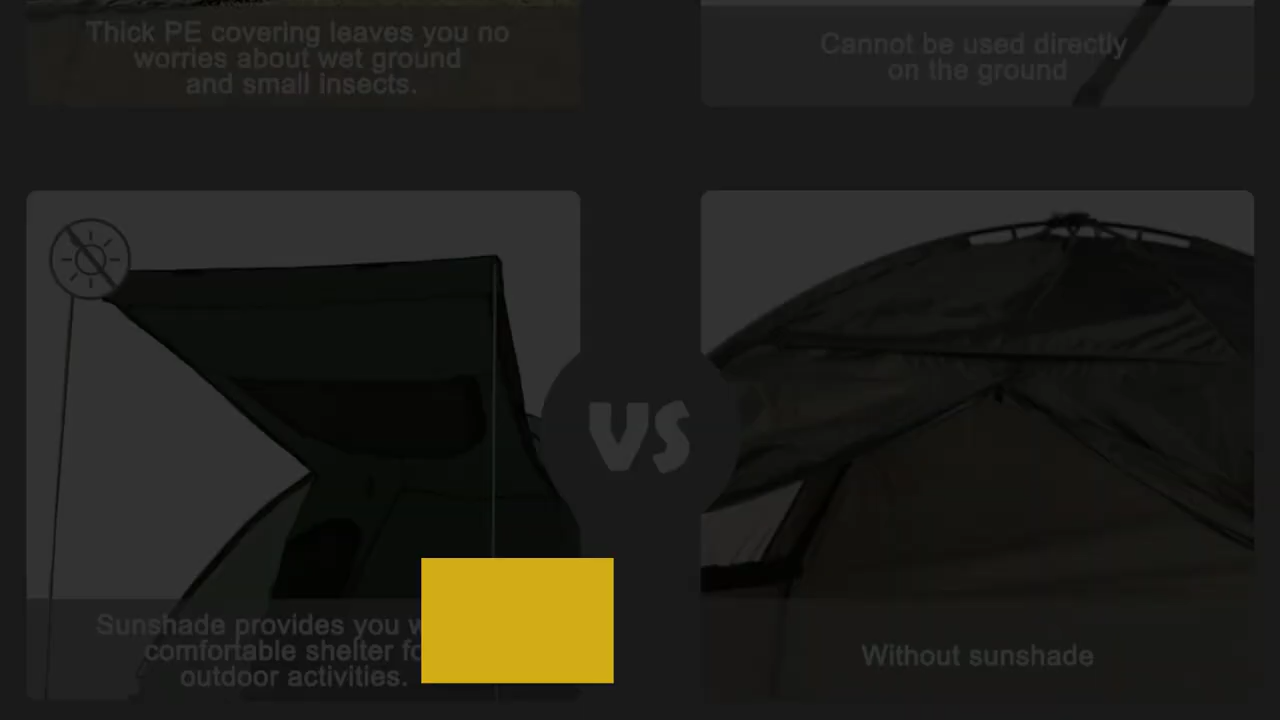 Thick PE covering leaves you no
worries about wet ground
and small insects.
Cannot be used directly
on the ground
VS
Sunshade provides you
comfortable shelter
outdoor activities.
Without sunshade